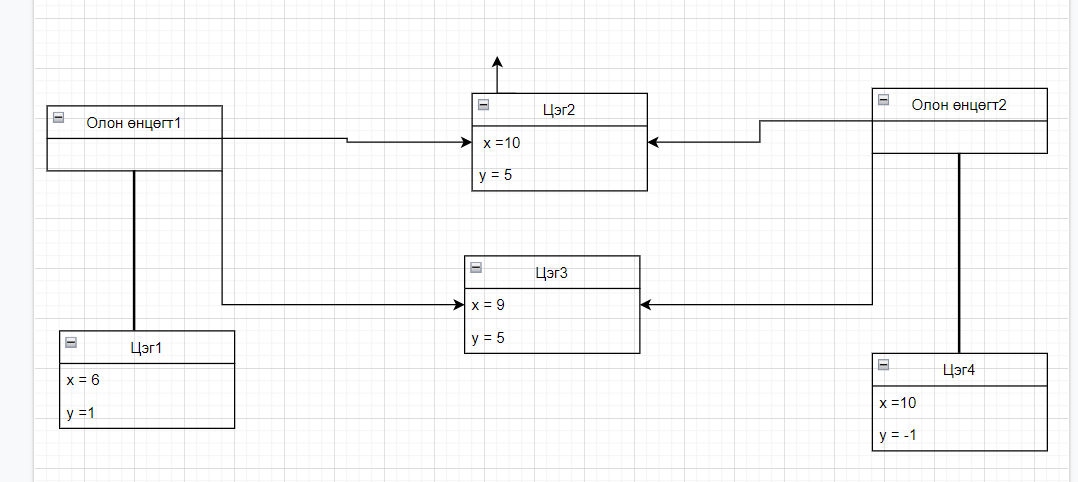 Олон өнцөгт1
Цэг2
x =10
y = 5
Олон өнцөгт2
Цэг3
x = 9
y = 5
Цэг1
x = 6
y =1
Цэг4
x =10
y = -1